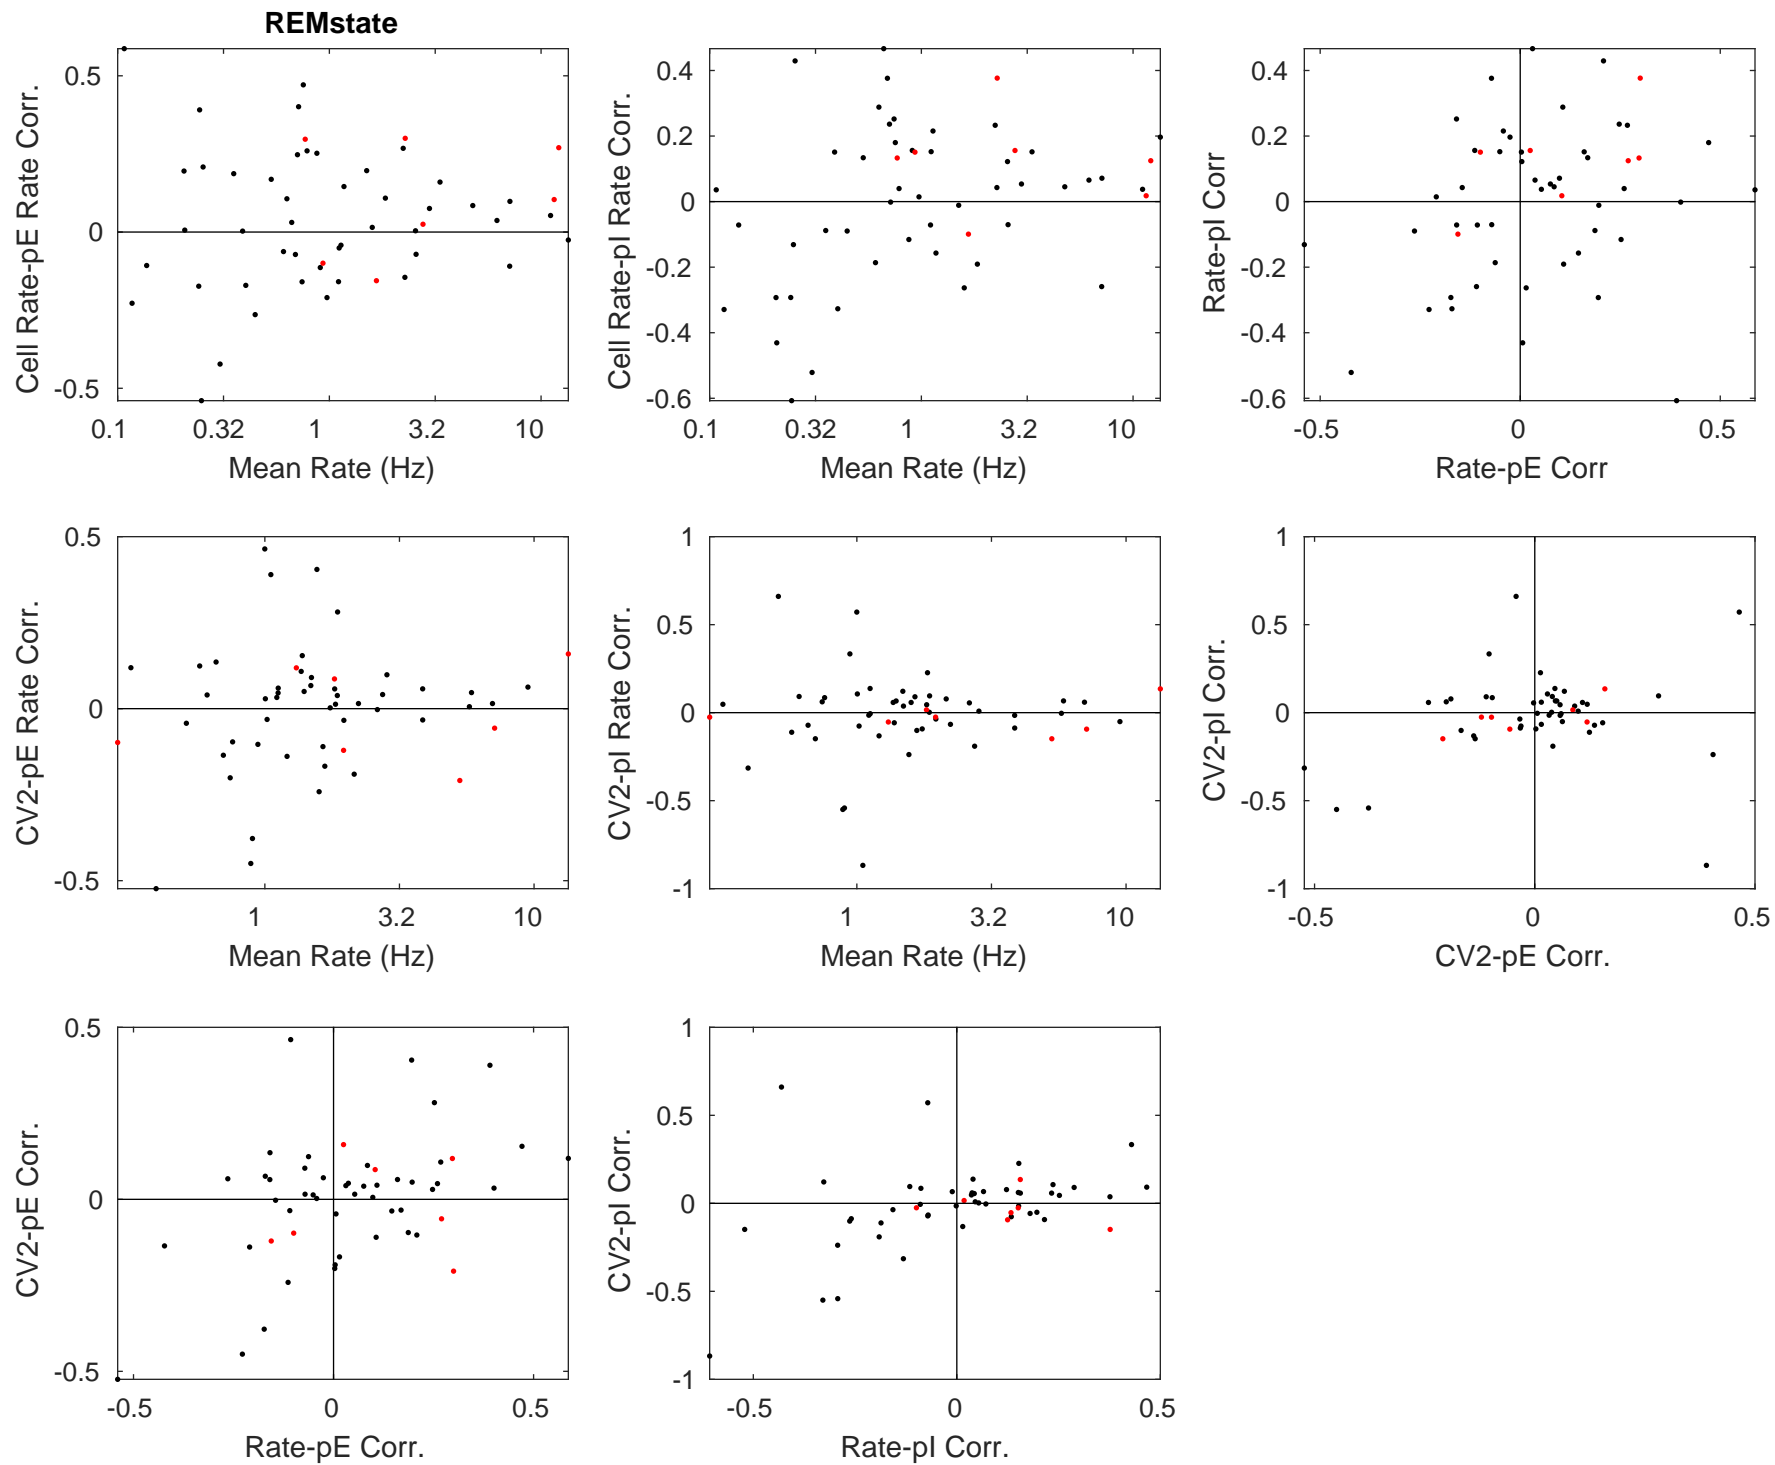 REMstate
0.5
0
-0.5
0.1 0.32 1 3.2 10
Cell Rate-pE Rate Corr.
Mean Rate (Hz)
0.4
0.2
0
-0.2
-0.4
-0.6
0.1 0.32 1 3.2 10
Cell Rate-pI Rate Corr.
Mean Rate (Hz)
0.4
0.2
0
-0.2
-0.4
-0.6
-0.5 0 0.5
Rate-pI Corr
Rate-pE Corr
0.5
0
-0.5
1 3.2 10
CV2-pE Rate Corr.
Mean Rate (Hz)
1
0.5
0
-0.5
-1
1 3.2 10
CV2-pI Rate Corr.
Mean Rate (Hz)
1
0.5
0
-0.5
-1
-0.5 0 0.5
CV2-pI Corr.
CV2-pE Corr.
0.5
0
-0.5
-0.5 0 0.5
CV2-pE Corr.
Rate-pE Corr.
1
0.5
0
-0.5
-1
-0.5 0 0.5
CV2-pI Corr.
Rate-pI Corr.